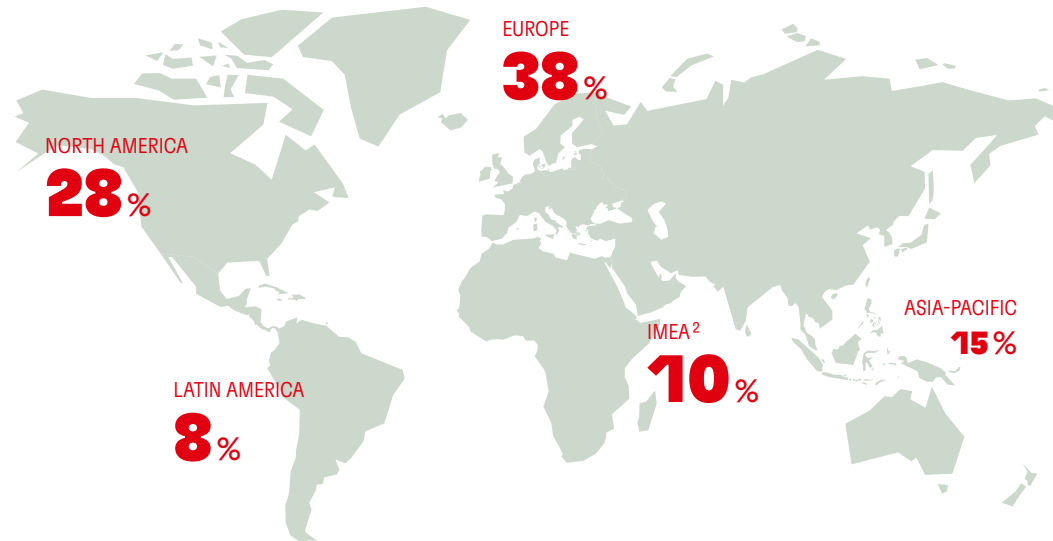 EUROPE
38 %
NORTH AMERICA
28 %
ASIA-PACIFIC
15 %
IMEA²
10 %
LATIN AMERICA
8 %